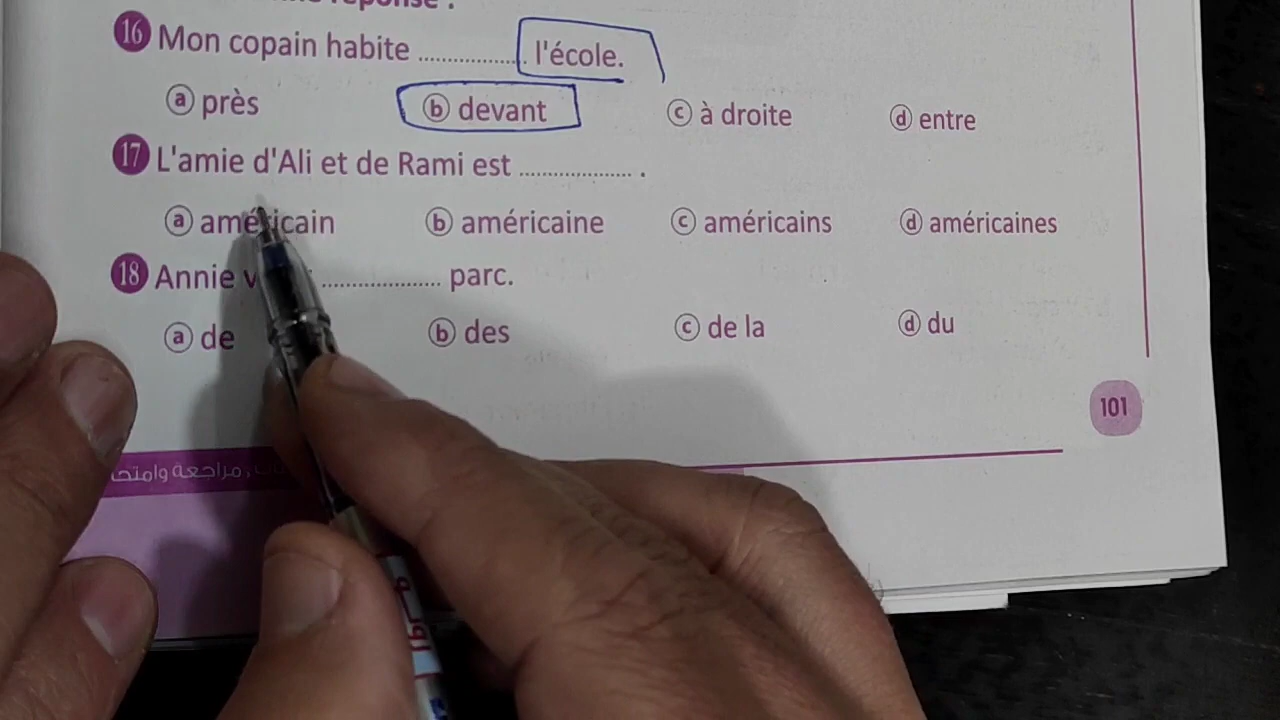 16 Mon copain habite .................. l'école.
a près b devant c à droite d entre
17 L'amie d'Ali et de Rami est .................... .
a américain b américaine c américains d américaines
18 Annie ..................... parc.
a de b des c de la d du
101
مراجعة